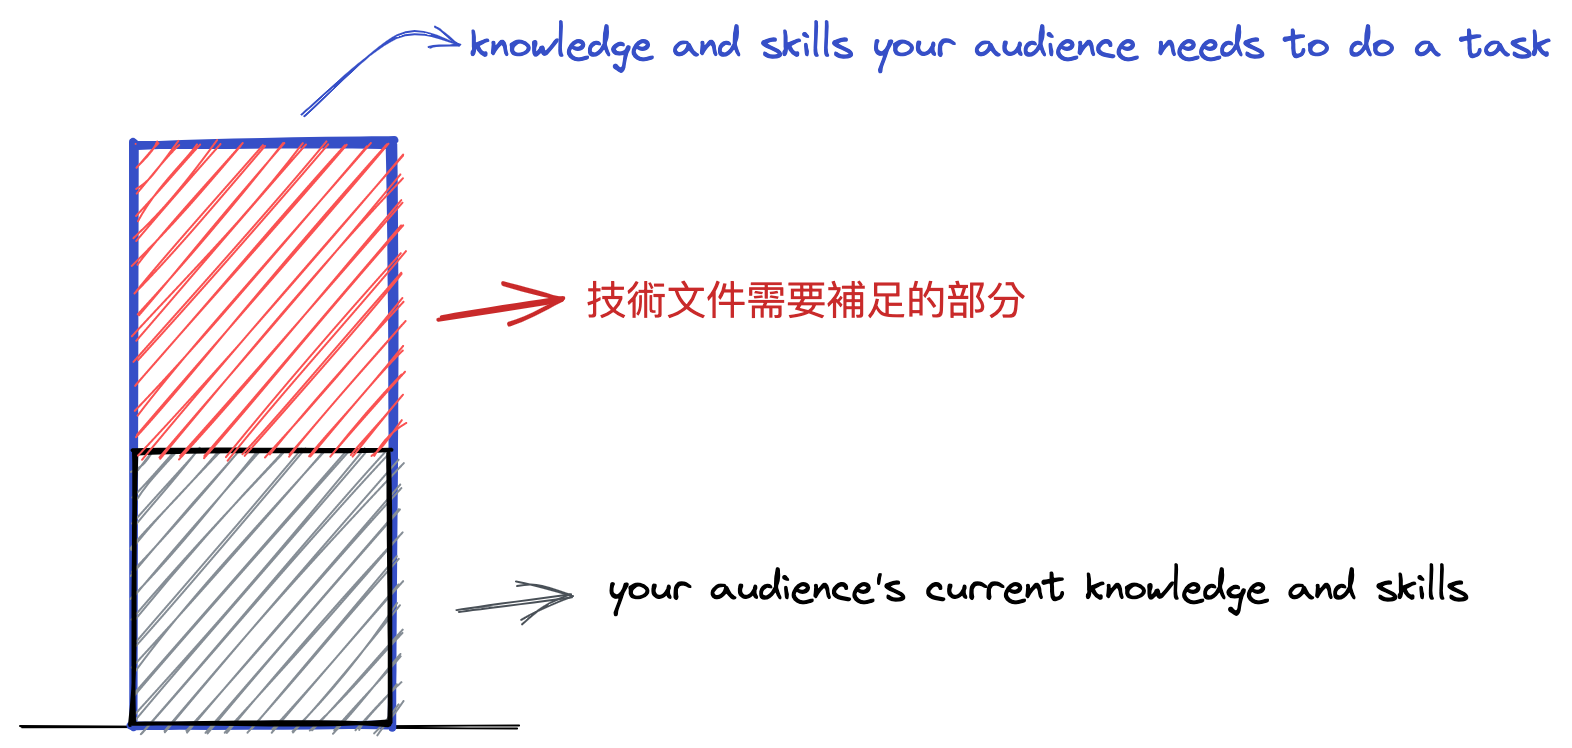 knowledge and skills your audience needs to do a task
技術文件需要補足的部分
your audience's current knowledge and skills